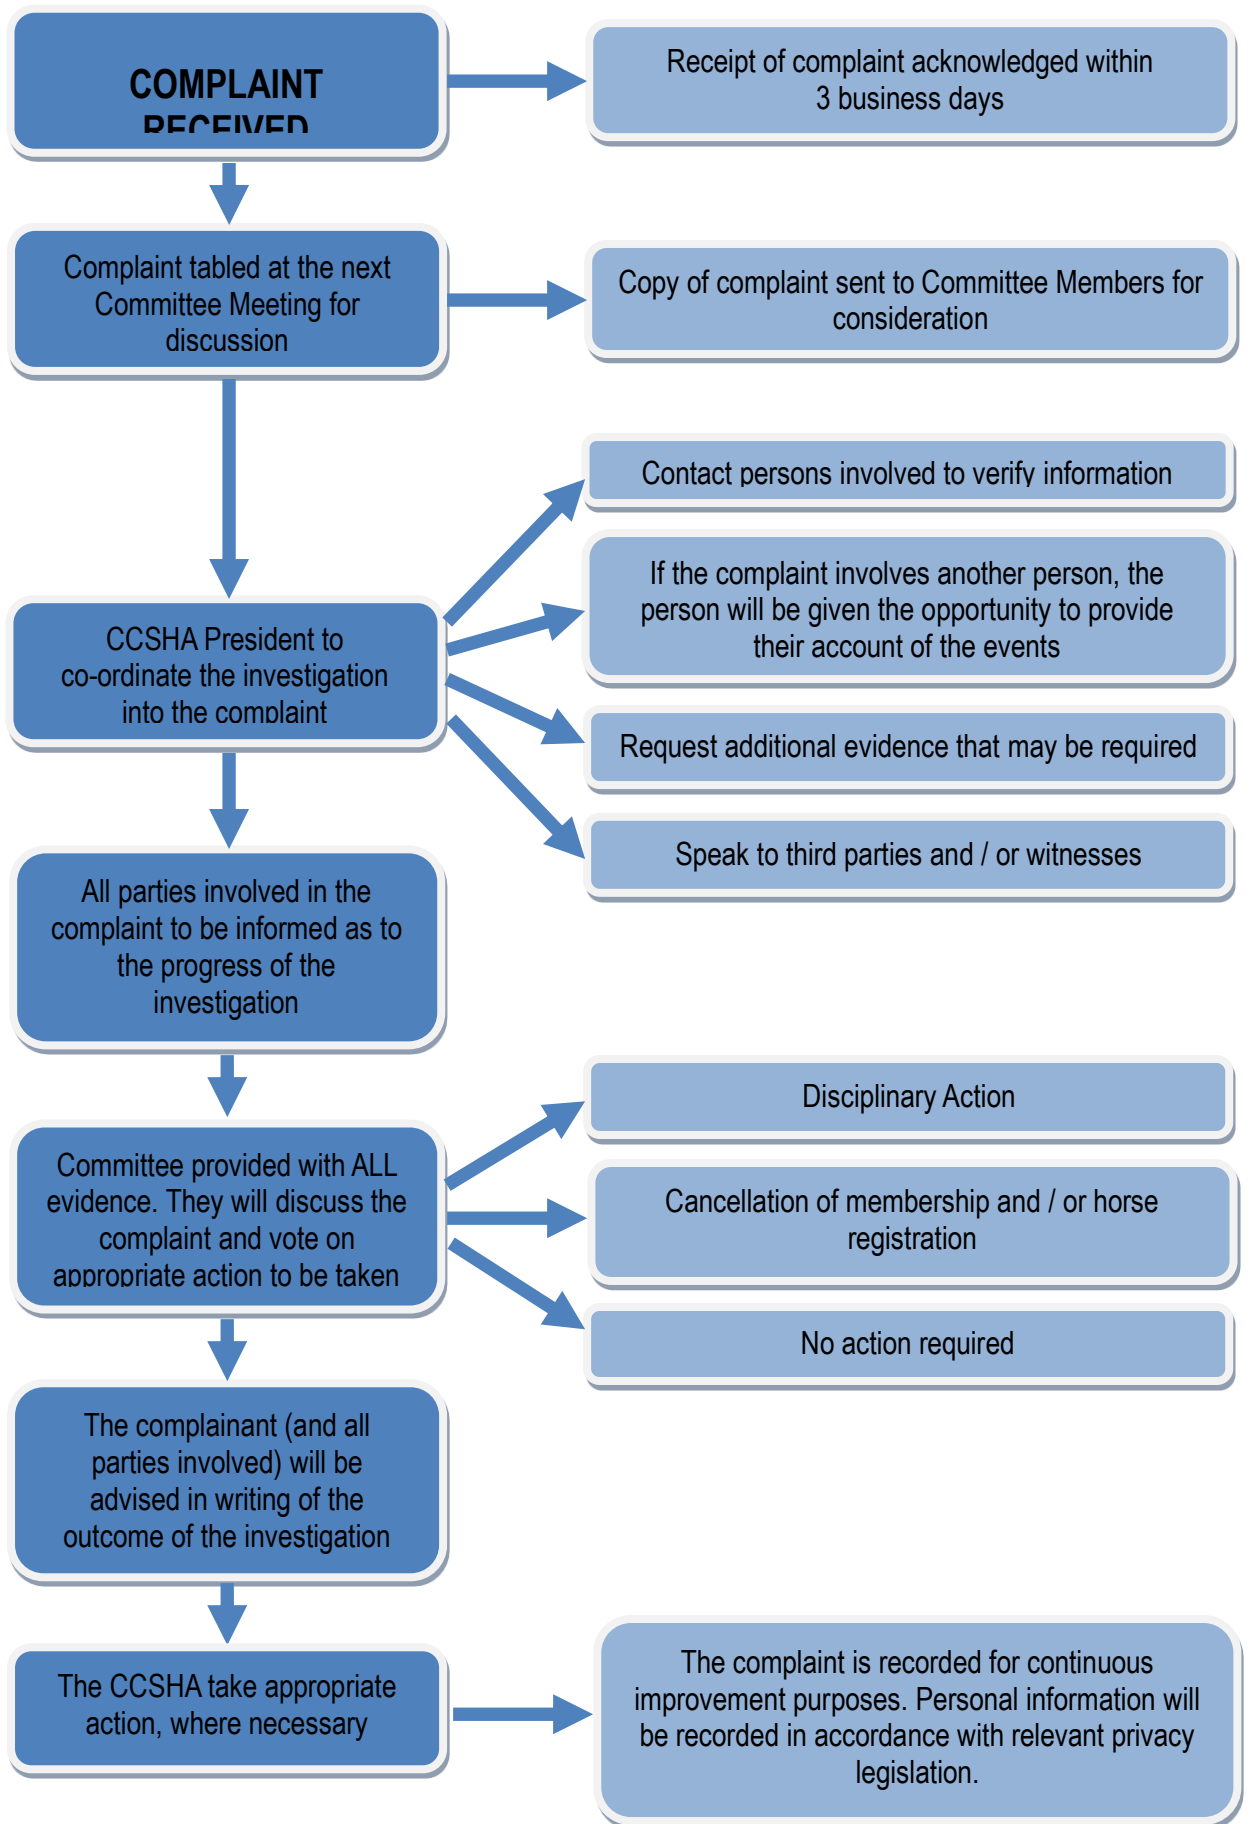 COMPLAINT
RECEIVED
Receipt of complaint acknowledged within
3 business days
Complaint tabled at the next
Committee Meeting for
discussion
Copy of complaint sent to Committee Members for
consideration
Contact persons involved to verify information
If the complaint involves another person, the
person will be given the opportunity to provide
their account of the events
CCSHA President to
co-ordinate the investigation
into the complaint
Request additional evidence that may be required
Speak to third parties and / or witnesses
All parties involved in the
complaint to be informed as to
the progress of the
investigation
Disciplinary Action
Committee provided with ALL
evidence. They will discuss the
complaint and vote on
appropriate action to be taken
Cancellation of membership and / or horse
registration
No action required
The complainant (and all
parties involved) will be
advised in writing of the
outcome of the investigation
The CCSHA take appropriate
action, where necessary
The complaint is recorded for continuous
improvement purposes. Personal information will
be recorded in accordance with relevant privacy
legislation.